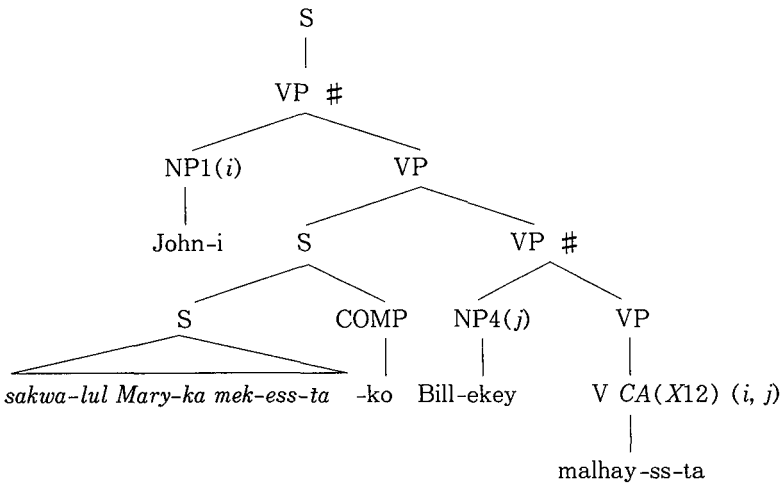 S
VP #
NP1(i) VP
John-i S VP #
S COMP NP4(j) VP
sakwa-lul Mary-ka mek-ess-ta -ko Bill-ekey V CA(X12) (i, j)
malhay-ss-ta